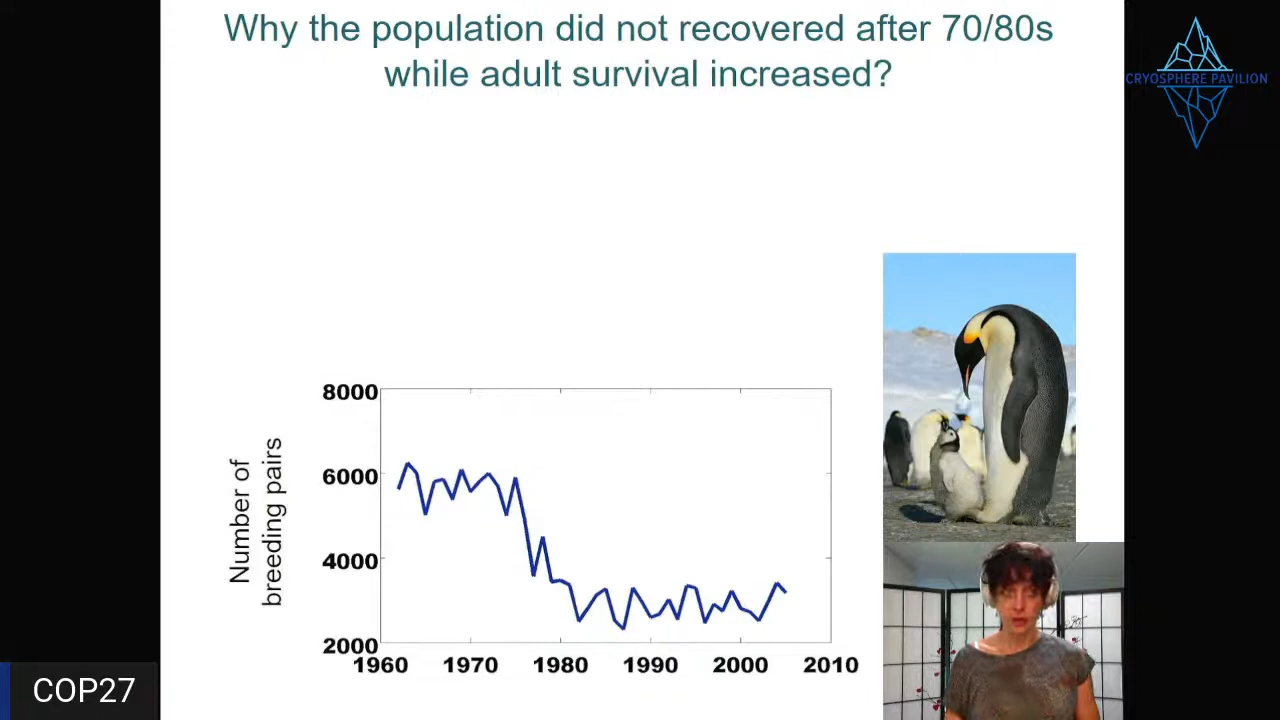 Why the population did not recovered after 70/80s
while adult survival increased?
CRYOSPHERE PAVILION
8000
6000
4000
2000
Number of
breeding pairs
1960 1970 1980 1990 2000 2010
COP27